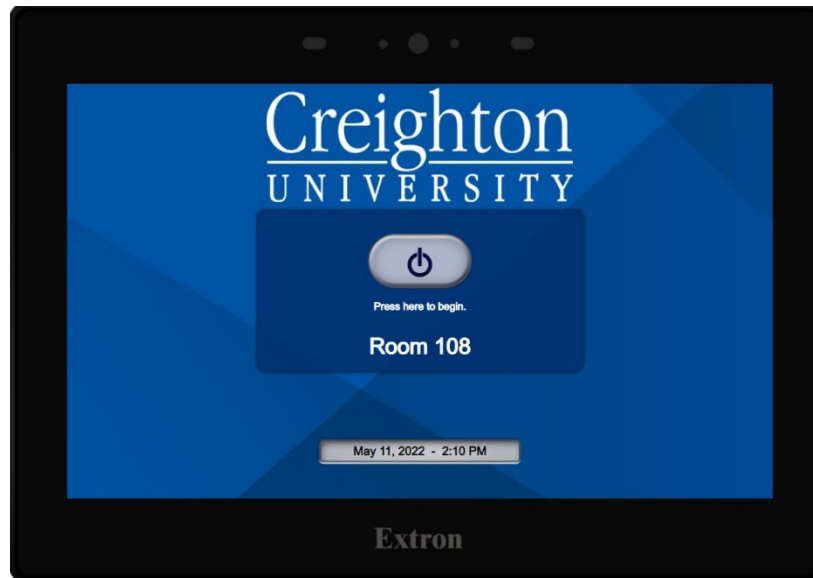 Creighton
UNIVERSITY
Press here to begin.
Room 108
May 11, 2022 - 2:10 PM
Extron